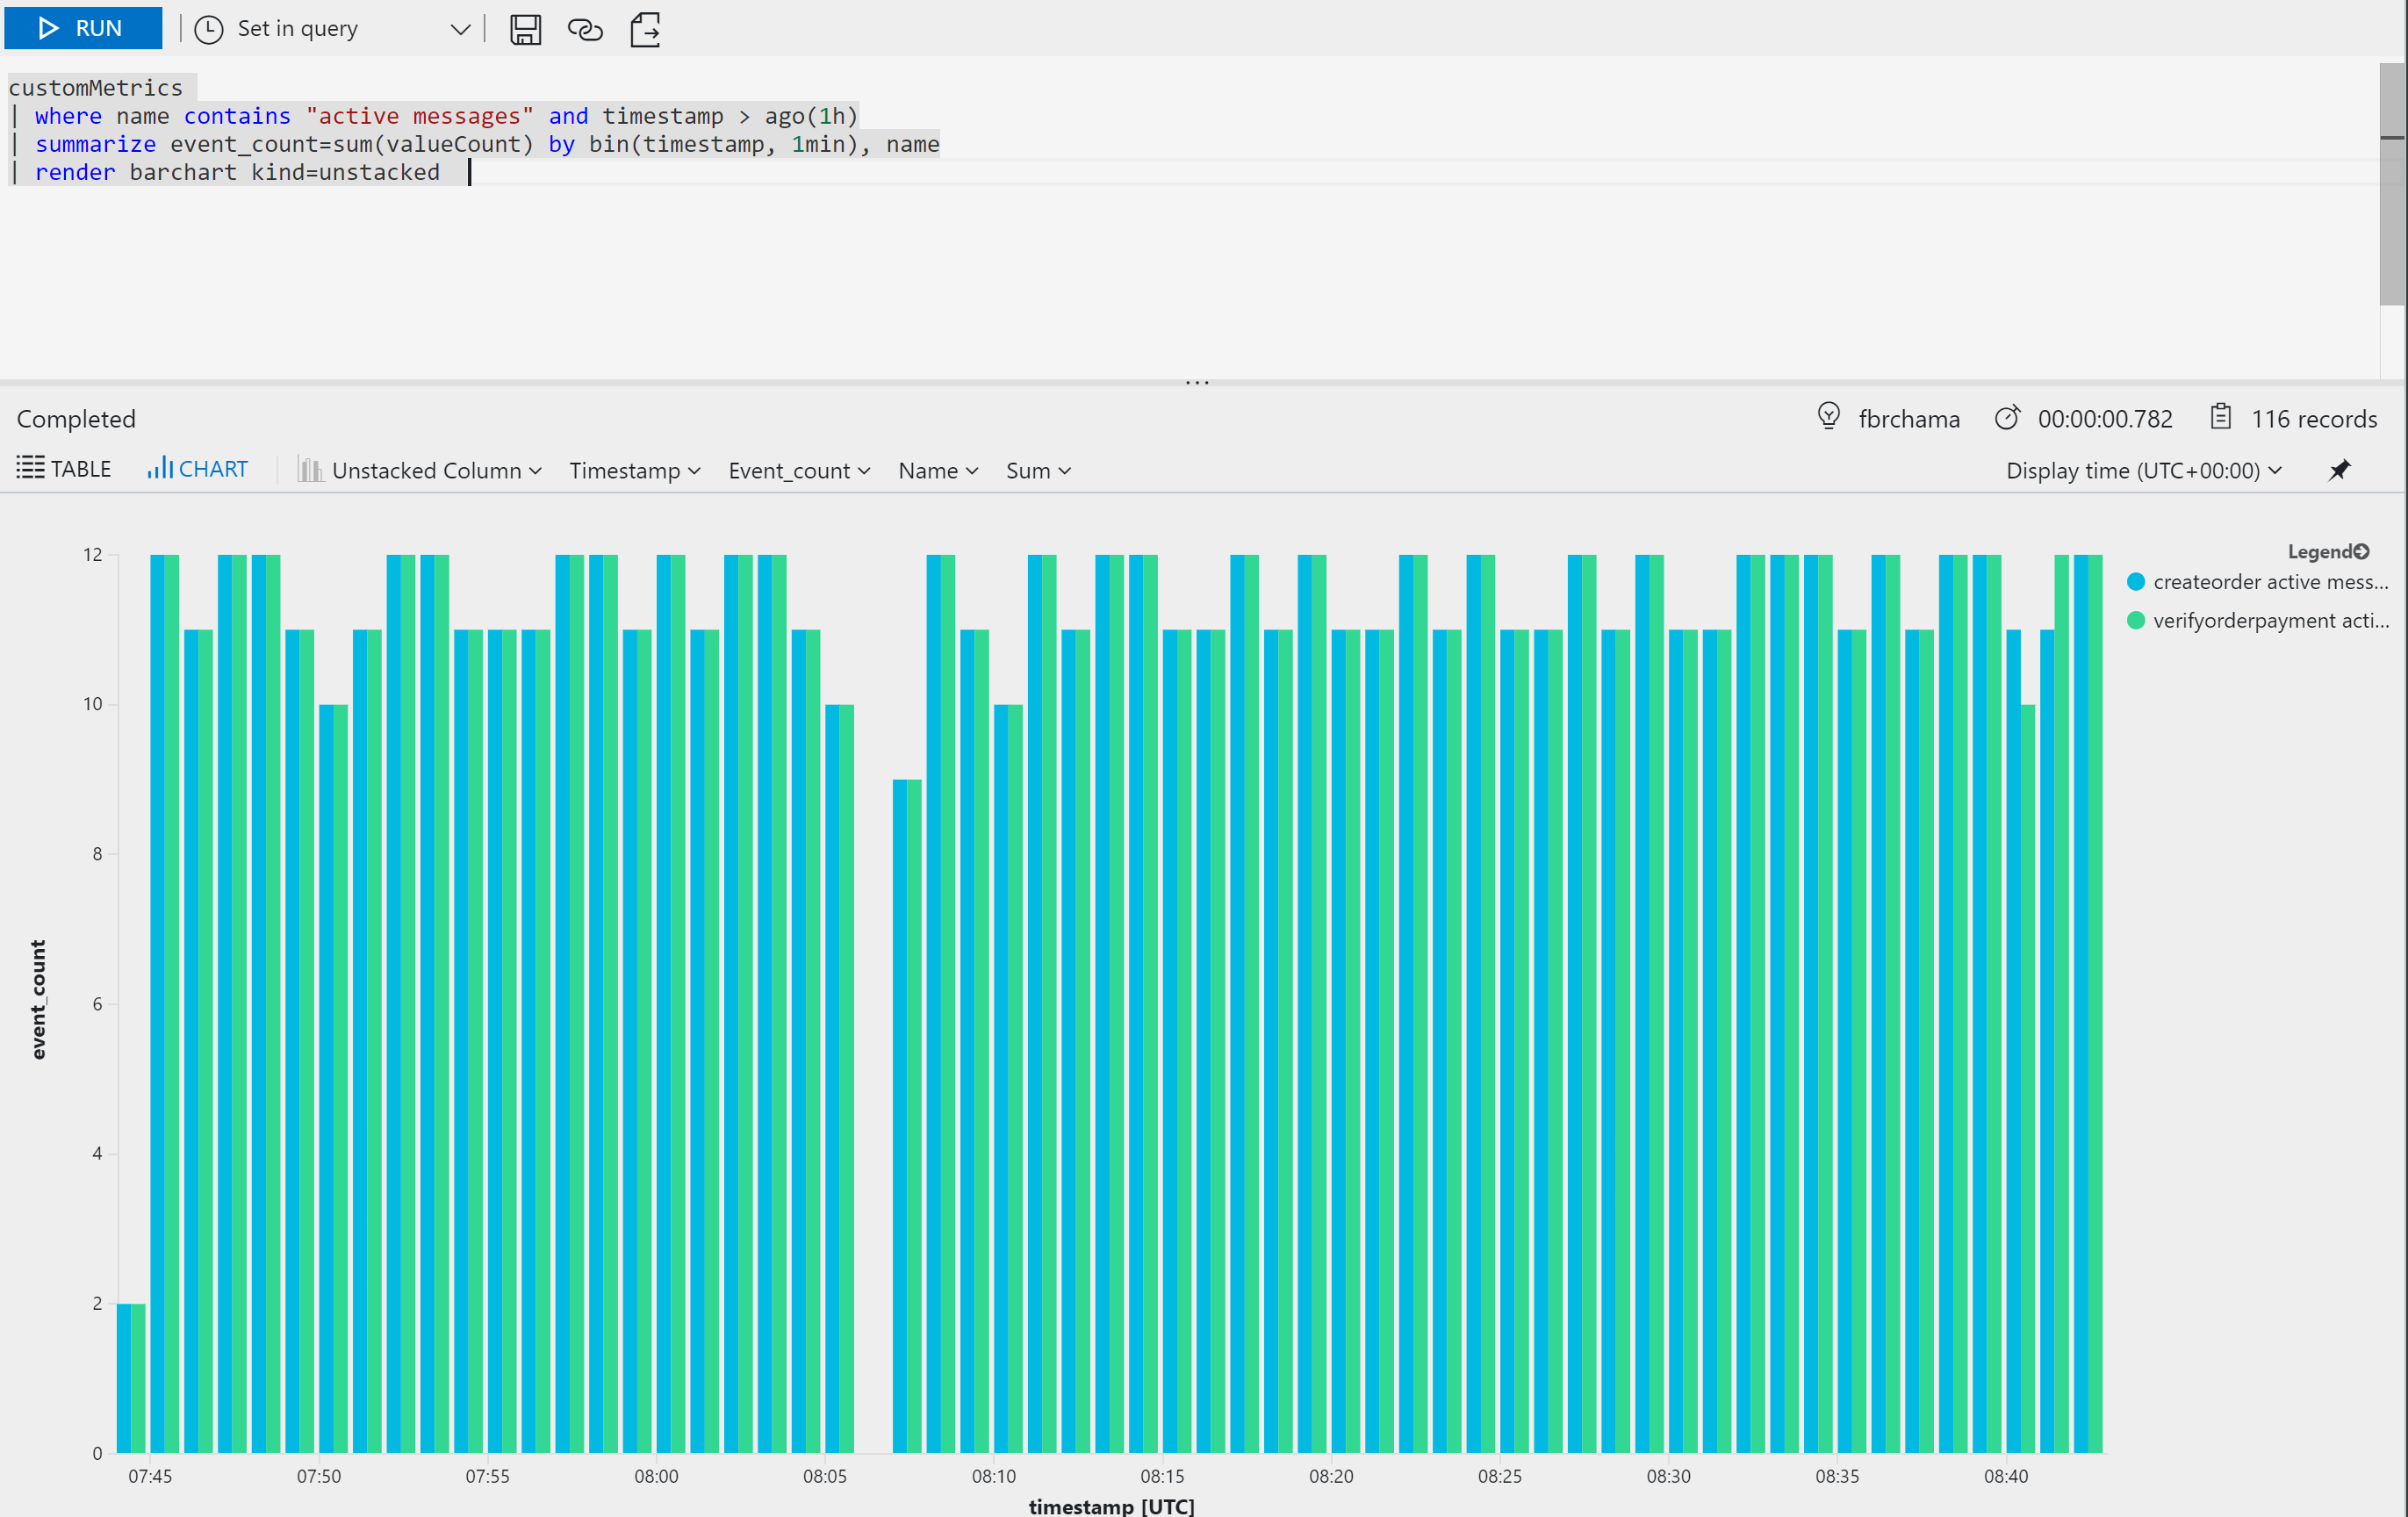 RUN Set in query
customMetrics
| where name contains "active messages" and timestamp > ago(1h)
| summarize event_count=sum(valueCount) by bin(timestamp, 1min), name
| render barchart kind=unstacked
...
Completed fbrchama 00:00:00.782 116 records
TABLE CHART Unstacked Column Timestamp Event_count Name Sum Display time (UTC+00:00)
Legend
createorder active mess...
verifyorderpayment acti...
event_count
12
10
8
6
4
2
0
07:45 07:50 07:55 08:00 08:05 08:10 08:15 08:20 08:25 08:30 08:35 08:40
timestamp [UTC]